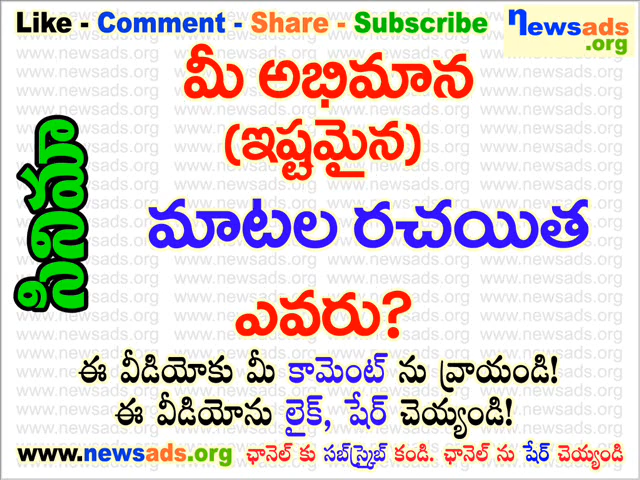 Like - Comment - Share - Subscribe
newsads
.org
మీ అభిమాన
(ఇష్టమైన)
సినిమా
మాటల రచయిత
ఎవరు?
ఈ వీడియోకు మీ కామెంట్ ను వ్రాయండి!
ఈ వీడియోను లైక్, షేర్ చెయ్యండి!
www.newsads.org ఛానెల్ కు సబ్‌స్క్రైబ్ కండి. ఛానెల్ ను షేర్ చెయ్యండి